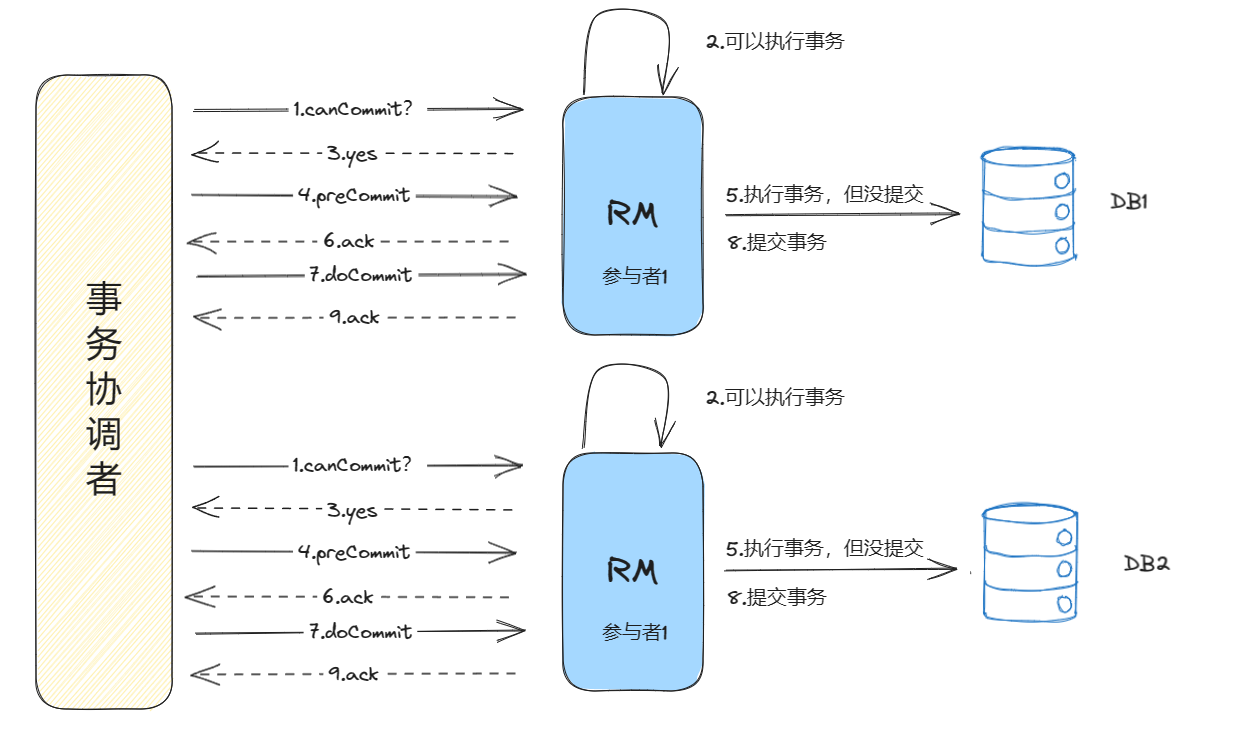 2.可以执行事务
1.canCommit?
3.yes
4.preCommit
5.执行事务，但没提交
RM
DB1
6.ack
8.提交事务
7.doCommit
参与者1
9.ack
事务协调者
2.可以执行事务
1.canCommit?
3.yes
4.preCommit
5.执行事务，但没提交
RM
DB2
6.ack
8.提交事务
7.doCommit
参与者1
9.ack